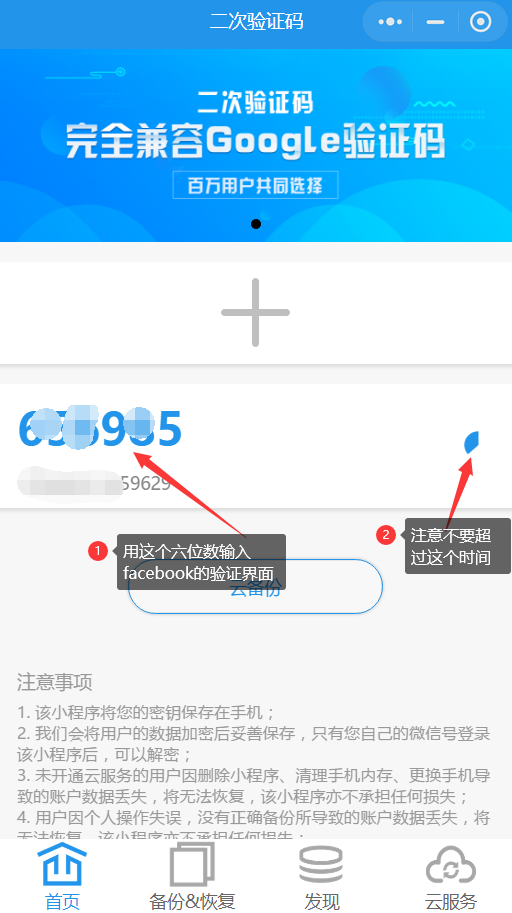 二次验证码
二次验证码
完全兼容Google验证码
百万用户共同选择
59629
1
用这个六位数输入
facebook的验证界面
2
注意不要超
过这个时间
云备份
注意事项
1. 该小程序将您的密钥保存在手机；
2. 我们会将用户的数据加密后妥善保存，只有您自己的微信号登录
该小程序后，可以解密；
3. 未开通云服务的用户因删除小程序、清理手机内存、更换手机导
致的账户数据丢失，将无法恢复，该小程序亦不承担任何损失；
4. 用户因个人操作失误，没有正确备份所导致的账户数据丢失，将
无法恢复，该小程序亦不承担任何损失；
首页
备份&恢复
发现
云服务